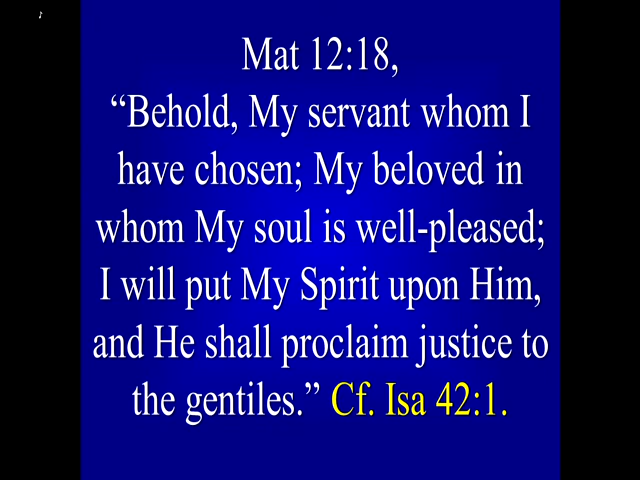 Mat 12:18,
“Behold, My servant whom I
have chosen; My beloved in
whom My soul is well-pleased;
I will put My Spirit upon Him,
and He shall proclaim justice to
the gentiles.” Cf. Isa 42:1.